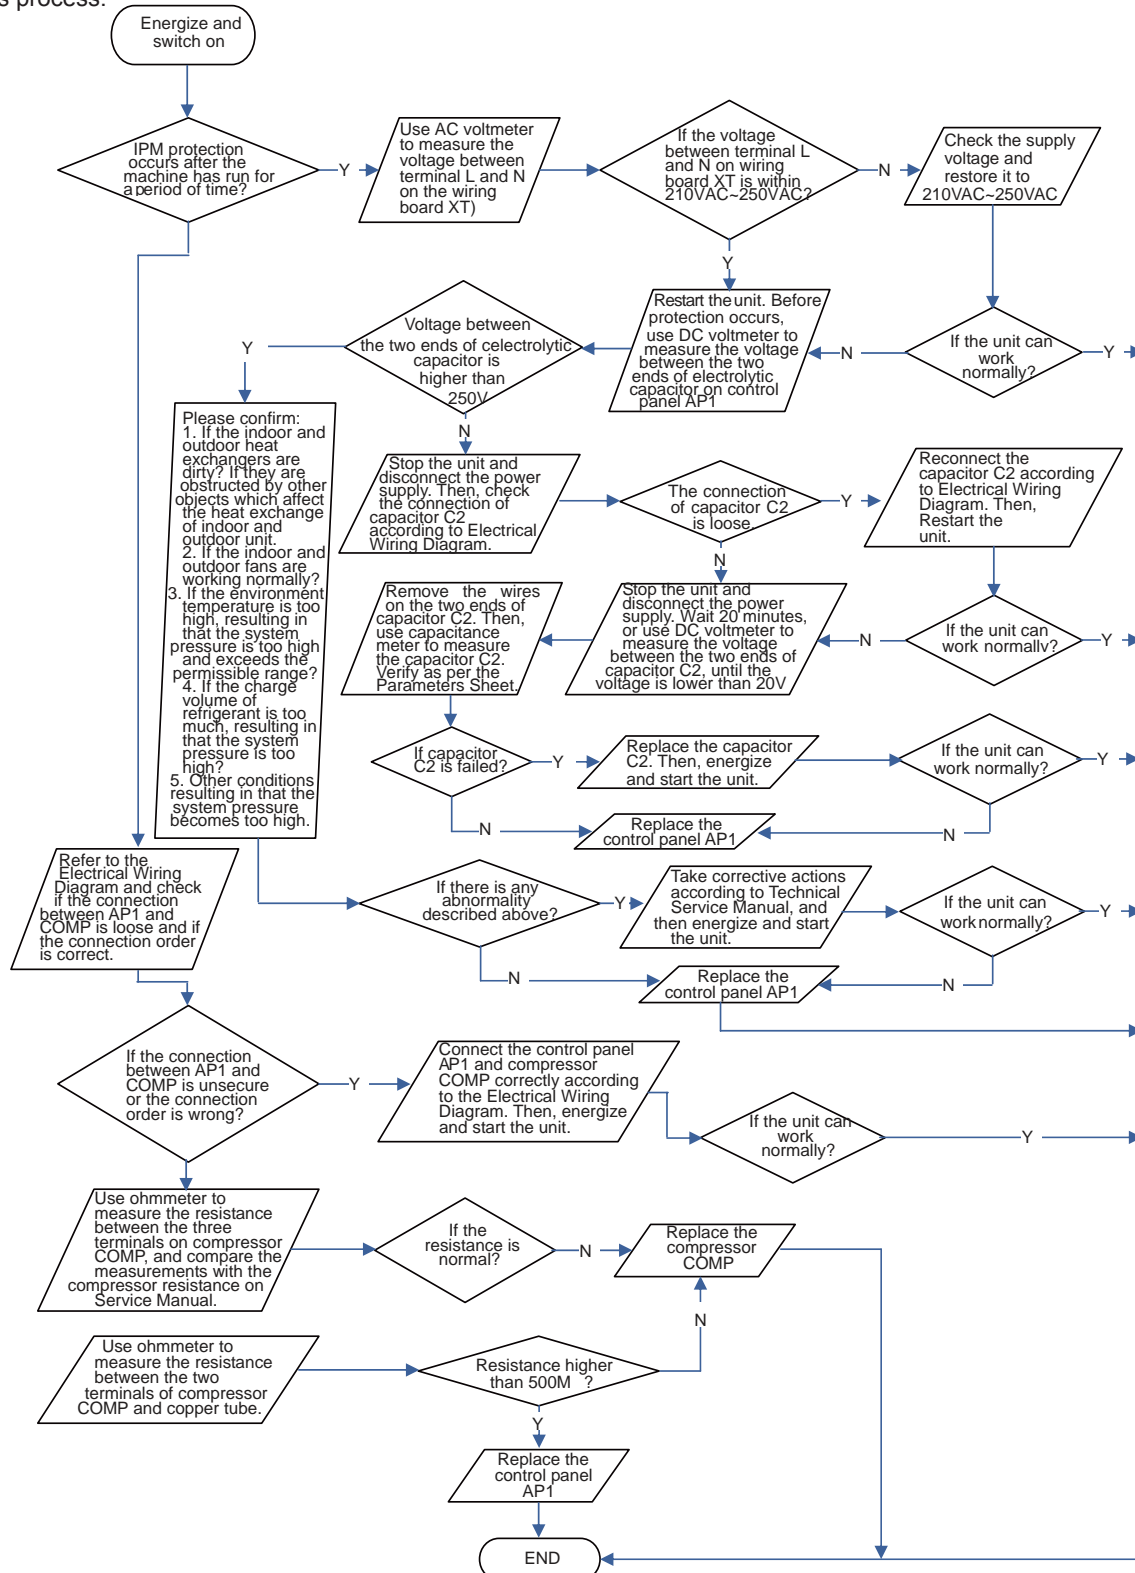 s process.
Energize and
switch on
IPM protection
occurs after the
machine has run for
a period of time?
Y
Use AC voltmeter
to measure the
voltage between
terminal L and N
on the wiring
board XT)
If the voltage
between terminal L
and N on wiring
board XT is within
210VAC~250VAC?
N
Check the supply
voltage and
restore it to
210VAC~250VAC
Y
Restart the unit. Before
protection occurs,
use DC voltmeter to
measure the voltage
between the two
ends of electrolytic
capacitor on control
panel AP1
N
If the unit can
work
normally?
Y
Voltage between
the two ends of celectrolytic
capacitor is
higher than
250V
Y
N
Please confirm:
1. If the indoor and
outdoor heat
exchangers are
dirty? If they are
obstructed by other
objects which affect
the heat exchange
of indoor and
outdoor unit.
2. If the indoor and
outdoor fans are
working normally?
3. If the environment
temperature is too
high, resulting in
that the system
pressure is too high
and exceeds the
permissible range?
4. If the charge
volume of
refrigerant is too
much, resulting in
that the system
pressure is too
high?
5. Other conditions
resulting in that the
system pressure
becomes too high.
Stop the unit and
disconnect the power
supply. Then, check
the connection of
capacitor C2
according to Electrical
Wiring Diagram.
The connection
of capacitor C2
is loose.
Y
Reconnect the
capacitor C2 according
to Electrical Wiring
Diagram. Then,
Restart the
unit.
N
Remove the wires
on the two ends of
capacitor C2. Then,
use capacitance
meter to measure
the capacitor C2.
Verify as per the
Parameters Sheet.
Stop the unit and
disconnect the power
supply. Wait 20 minutes,
or use DC voltmeter to
measure the voltage
between the two ends of
capacitor C2, until the
voltage is lower than 20V
N
If the unit can
work normally?
Y
If capacitor
C2 is failed?
Y
Replace the capacitor
C2. Then, energize
and start the unit.
If the unit can
work normally?
Y
N
Replace the
control panel AP1
N
Refer to the
Electrical Wiring
Diagram and check
if the connection
between AP1 and
COMP is loose and if
the connection order
is correct.
If there is any
abnormality
described above?
Y
Take corrective actions
according to Technical
Service Manual, and
then energize and start
the unit.
If the unit can
work normally?
Y
N
Replace the
control panel AP1
N
If the connection
between AP1 and
COMP is unsecure
or the connection
order is wrong?
Y
Connect the control panel
AP1 and compressor
COMP correctly according
to the Electrical Wiring
Diagram. Then, energize
and start the unit.
If the unit can
work
normally?
Y
Use ohmmeter to
measure the resistance
between the three
terminals on compressor
COMP, and compare the
measurements with the
compressor resistance on
Service Manual.
If the
resistance is
normal?
N
Replace the
compressor
COMP
N
Use ohmmeter to
measure the resistance
between the two
terminals of compressor
COMP and copper tube.
Resistance higher
than 500M ?
Y
Replace the
control panel
AP1
END